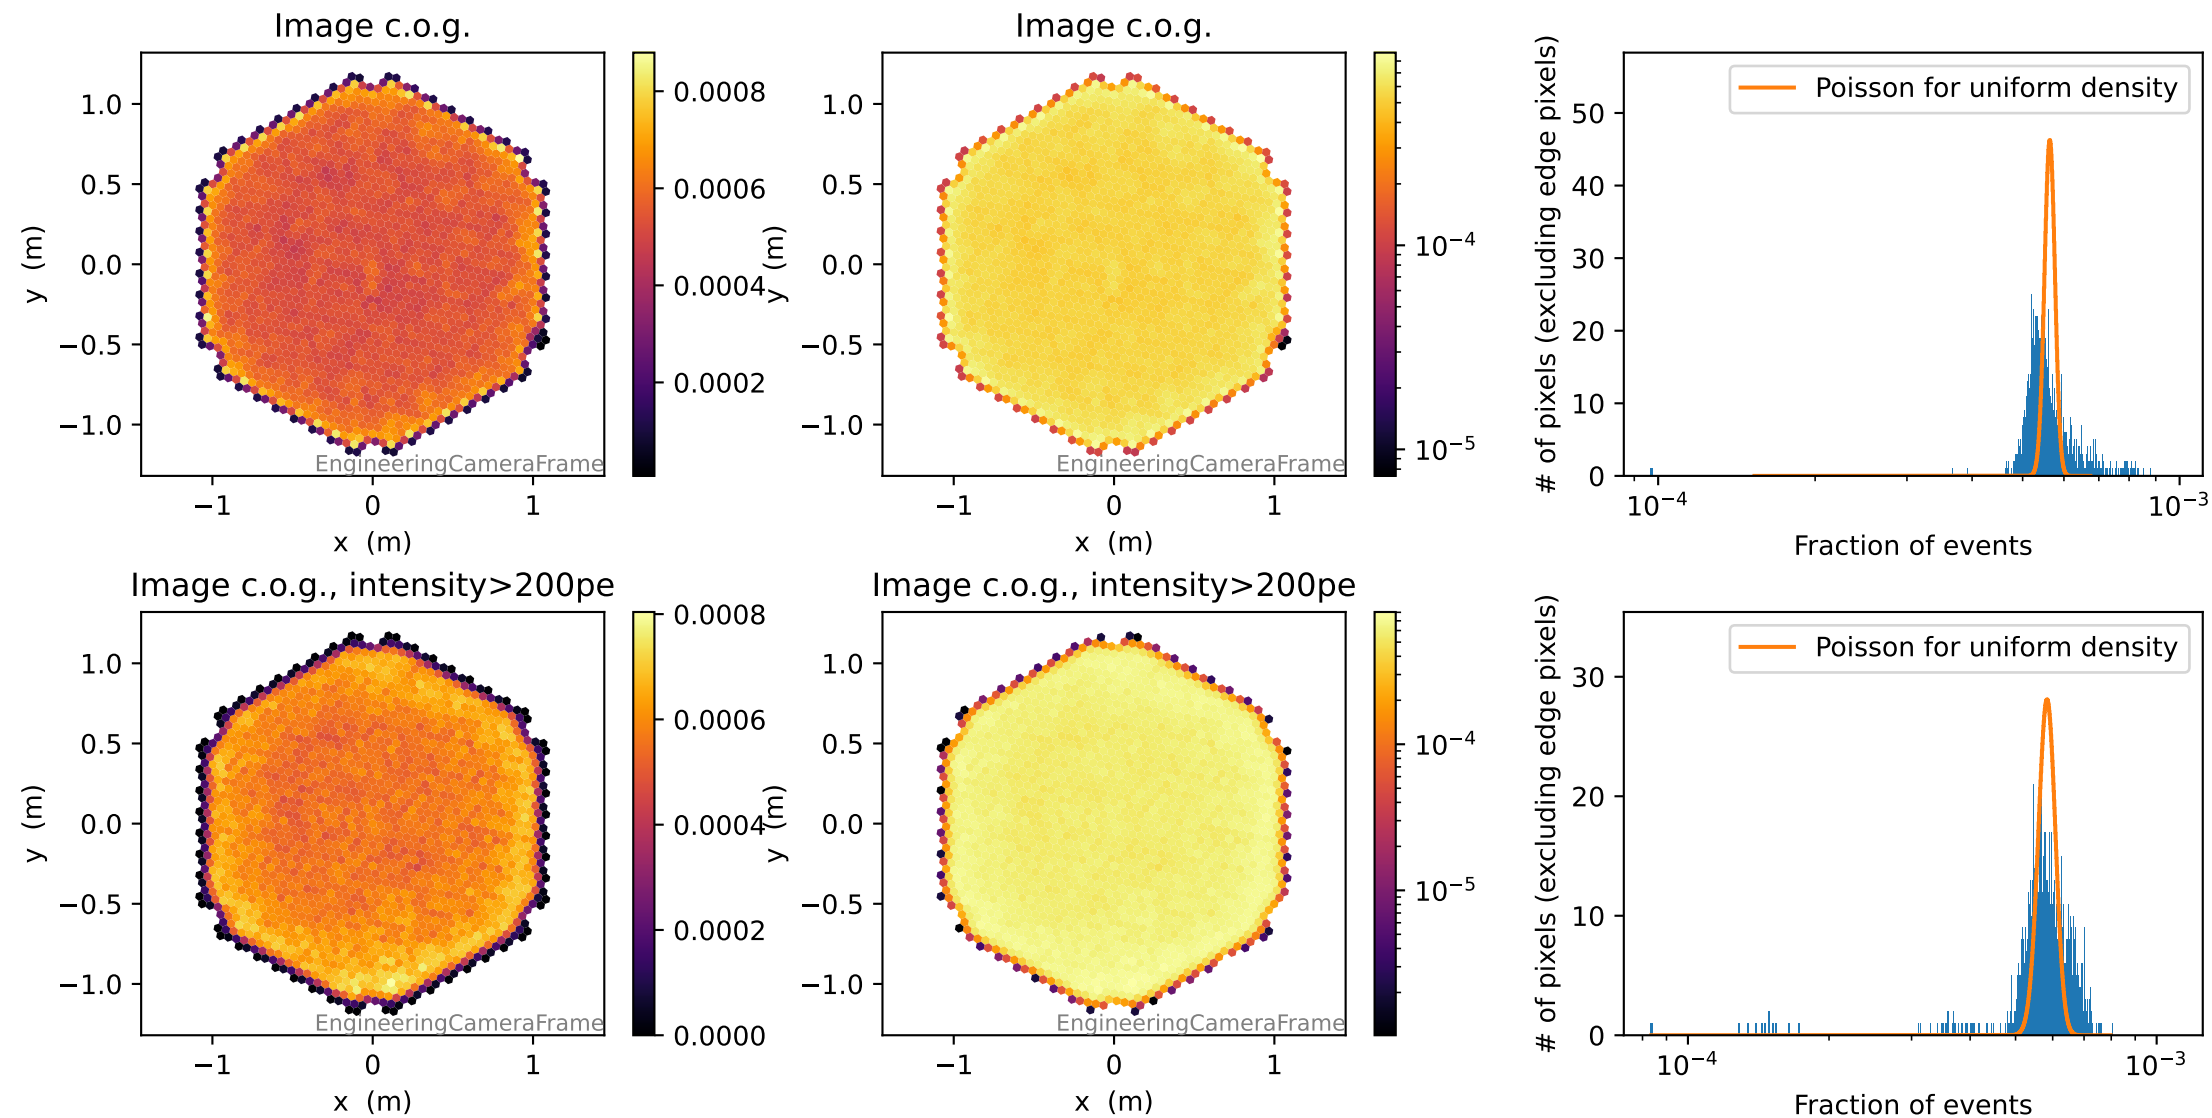 Image c.o.g.
1.0
0.5
0.0
−0.5
−1.0
y (m)
EngineeringCameraFrame
−1
0
1
x (m)
0.0008
0.0006
0.0004
0.0002
Image c.o.g.
1.0
0.5
0.0
−0.5
−1.0
y (m)
EngineeringCameraFrame
−1
0
1
x (m)
10⁻⁴
10⁻⁵
# of pixels (excluding edge pixels)
50
40
30
20
10
0
Poisson for uniform density
10⁻⁴
10⁻³
Fraction of events
Image c.o.g., intensity>200pe
1.0
0.5
0.0
−0.5
−1.0
y (m)
EngineeringCameraFrame
−1
0
1
x (m)
0.0008
0.0006
0.0004
0.0002
0.0000
Image c.o.g., intensity>200pe
1.0
0.5
0.0
−0.5
−1.0
y (m)
EngineeringCameraFrame
−1
0
1
x (m)
10⁻⁴
10⁻⁵
# of pixels (excluding edge pixels)
30
20
10
0
Poisson for uniform density
10⁻⁴
10⁻³
Fraction of events